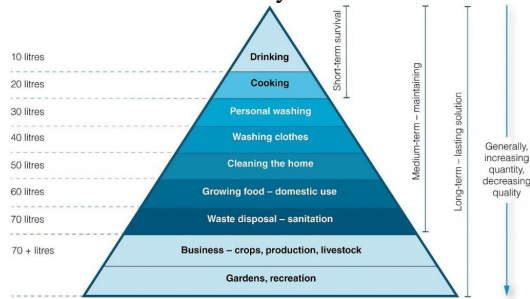 10 litres
Drinking
20 litres
Cooking
30 litres
Personal washing
40 litres
Washing clothes
50 litres
Cleaning the home
60 litres
Growing food – domestic use
70 litres
Waste disposal – sanitation
70 + litres
Business – crops, production, livestock
Gardens, recreation
Short-term survival
Medium-term – maintaining
Long-term – lasting solution
Generally,
increasing
quantity,
decreasing
quality